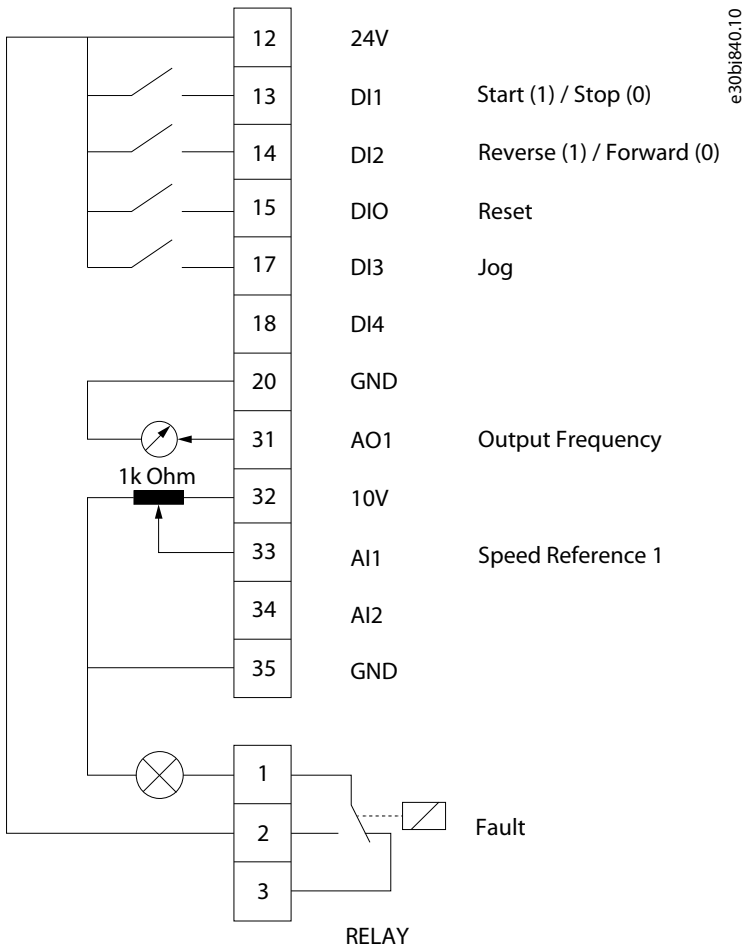 e30bi840.10
12 24V
13 DI1 Start (1) / Stop (0)
14 DI2 Reverse (1) / Forward (0)
15 DIO Reset
17 DI3 Jog
18 DI4
20 GND
31 AO1 Output Frequency
1k Ohm
32 10V
33 AI1 Speed Reference 1
34 AI2
35 GND
1
2 Fault
3
RELAY